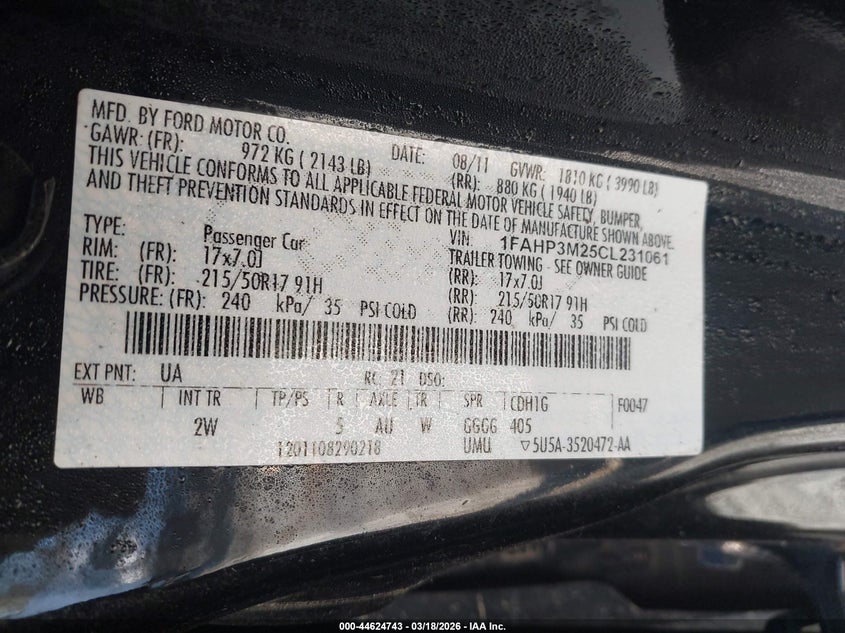 MFD. BY FORD MOTOR CO. DATE: 08/11 GVWR: 1810 KG ( 3990 LB)
GAWR: (FR): 972 KG ( 2143 LB) (RR): 880 KG ( 1940 LB)
THIS VEHICLE CONFORMS TO ALL APPLICABLE FEDERAL MOTOR VEHICLE SAFETY, BUMPER,
AND THEFT PREVENTION STANDARDS IN EFFECT ON THE DATE OF MANUFACTURE SHOWN ABOVE.
VIN: 1FAHP3M25CL231061
TYPE: Passenger Car TRAILER TOWING - SEE OWNER GUIDE
RIM: (FR): 17x7.0J (RR): 17x7.0J
TIRE: (FR): 215/50R17 91H (RR): 215/50R17 91H
PRESSURE: (FR): 240 kPa/ 35 PSI COLD (RR): 240 kPa/ 35 PSI COLD
EXT PNT: UA RC: 21 DSO: F0047
WB INT TR TP/PS R AXLE TR SPR CDH1G
2W 5 AU W GGGG 405
1201108290218 UMU ▽5U5A-3520472-AA
000-44624743 - 03/18/2026 - IAA Inc.